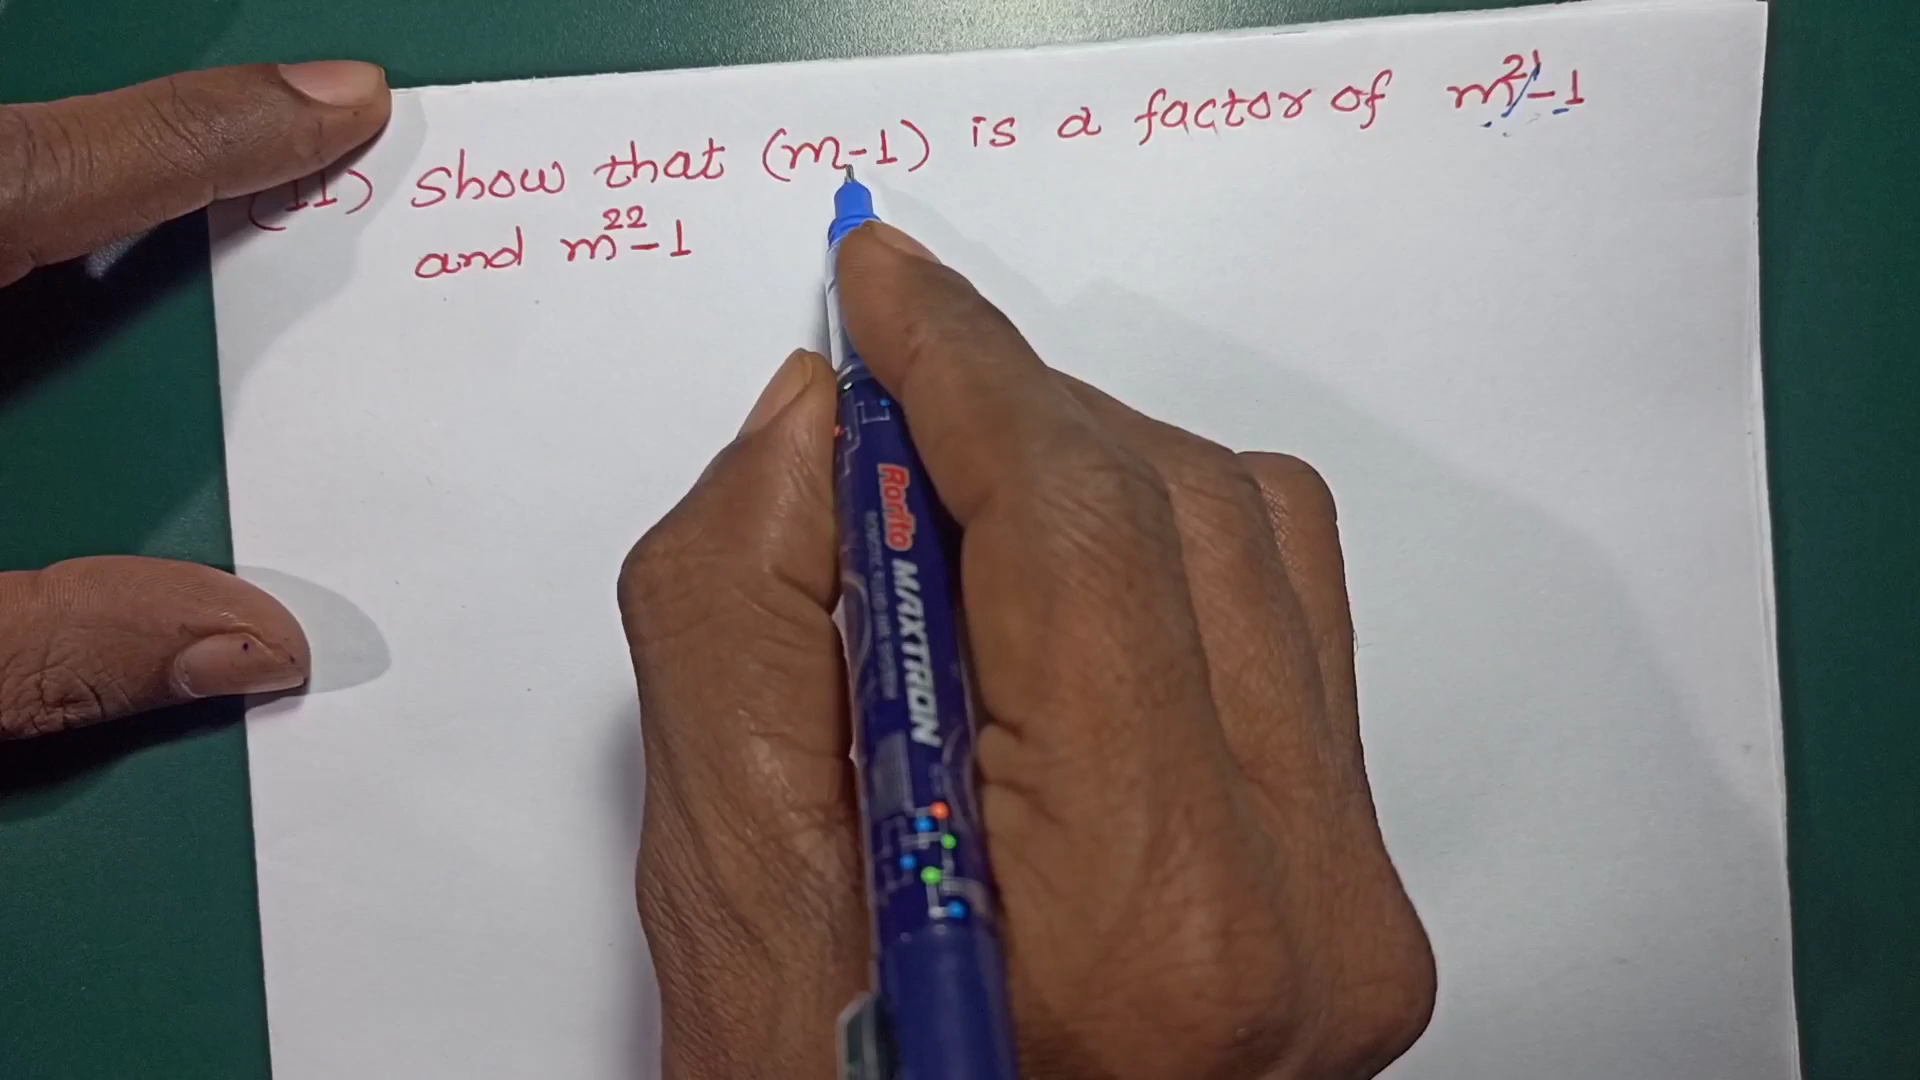 (11) Show that (m-1) is a factor of m²¹-1
and m²²-1
Rorito MAXTRON